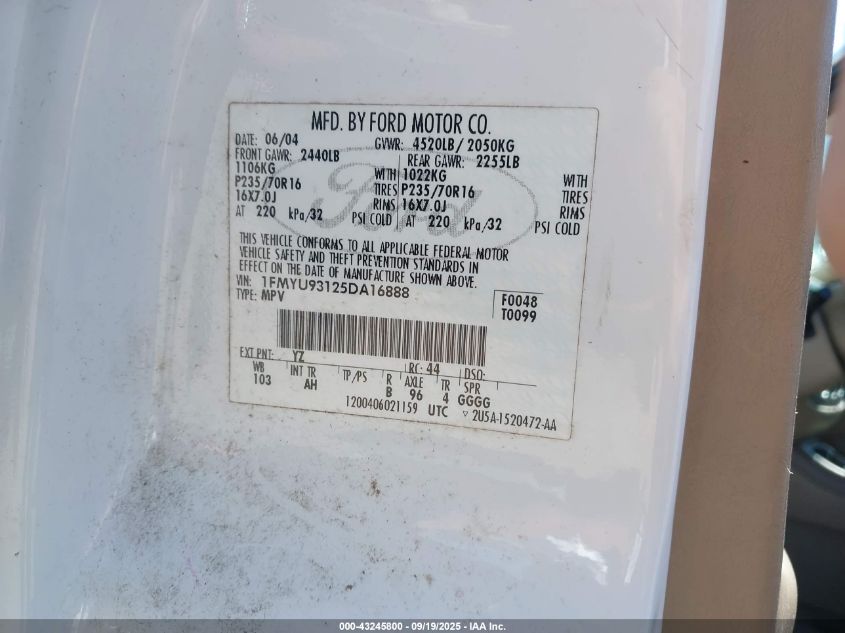 MFD. BY FORD MOTOR CO.
DATE: 06/04 GVWR: 4520LB / 2050KG
FRONT GAWR: 2440LB REAR GAWR: 2255LB
1106KG WITH 1022KG WITH
P235/70R16 TIRES P235/70R16 TIRES
16X7.0J RIMS 16X7.0J RIMS
AT 220 kPa/32 PSI COLD AT 220 kPa/32 PSI COLD
Ford
THIS VEHICLE CONFORMS TO ALL APPLICABLE FEDERAL MOTOR
VEHICLE SAFETY AND THEFT PREVENTION STANDARDS IN
EFFECT ON THE DATE OF MANUFACTURE SHOWN ABOVE.
VIN: 1FMYU93125DA16888 F0048
TYPE: MPV T0099
EXT PNT: YZ RC: 44 DSO:
WB INT TR TP/PS R AXLE TR SPR
103 AH B 96 4 GGGG
1200406021159 UTC ▽ 2U5A-1520472-AA
000-43245800 - 09/19/2025 - IAA Inc.